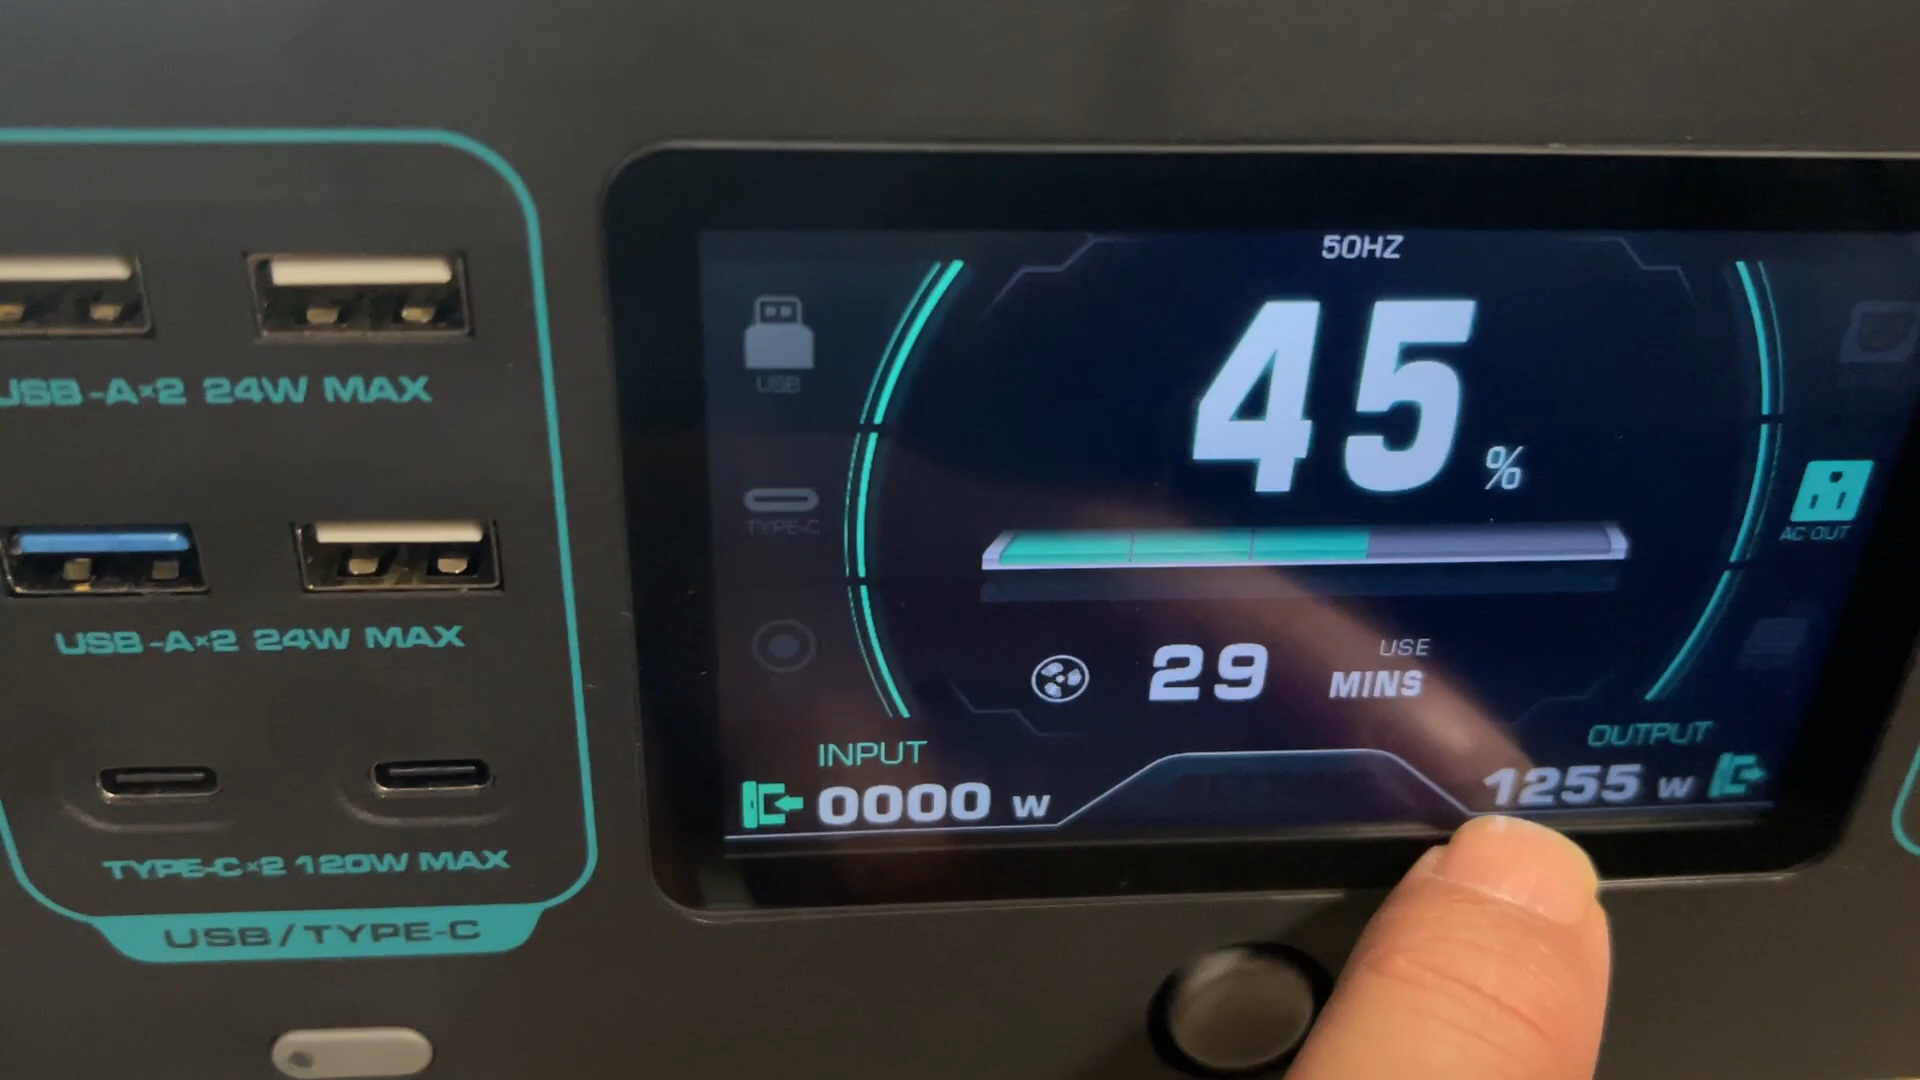 USB-A×2 24W MAX
USB-A×2 24W MAX
TYPE-C×2 120W MAX
USB/TYPE-C
50HZ
45 %
USB
TYPE-C
AC OUT
29 USE MINS
INPUT
0000 W
OUTPUT
1255 W